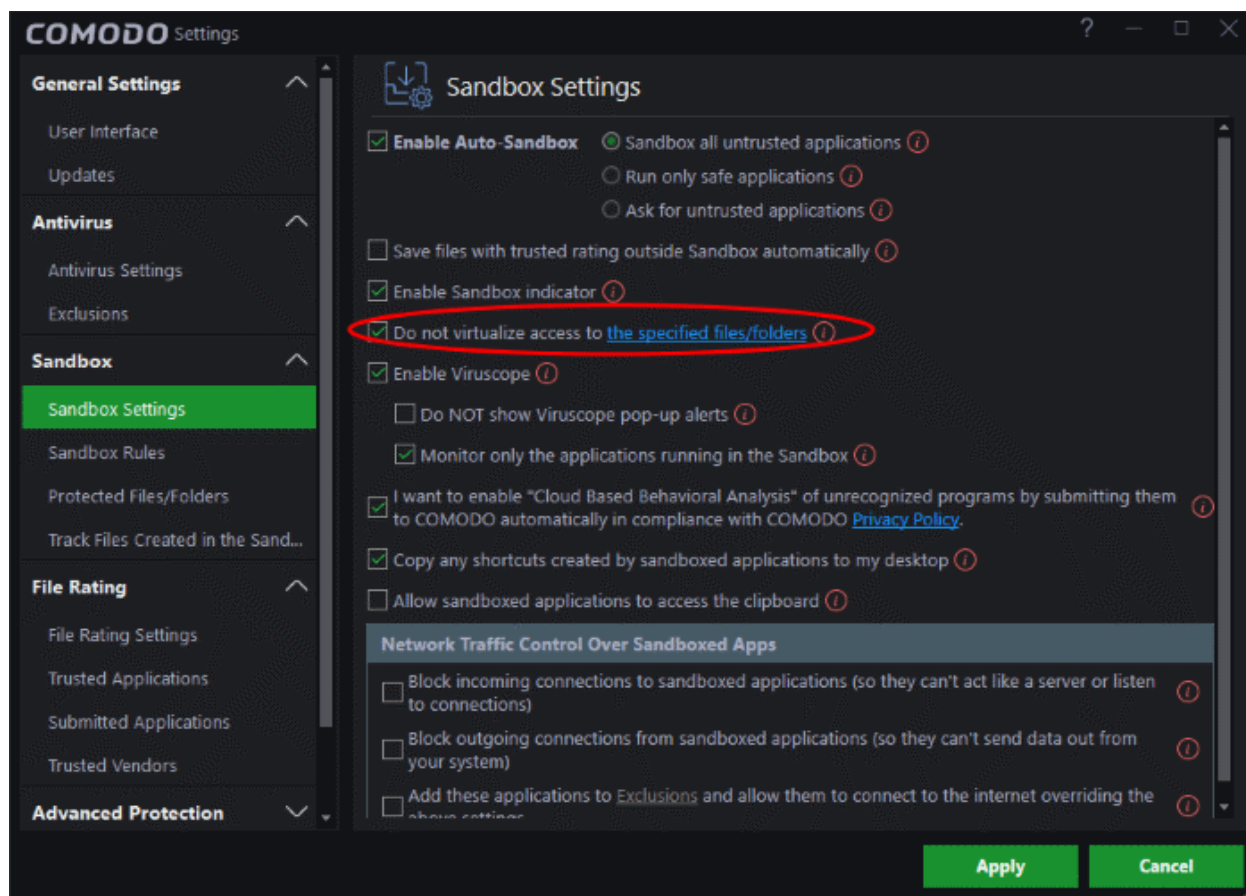 COMODO Settings
?
General Settings
User Interface
Updates
Antivirus
Antivirus Settings
Exclusions
Sandbox
Sandbox Settings
Sandbox Rules
Protected Files/Folders
Track Files Created in the Sand...
File Rating
File Rating Settings
Trusted Applications
Submitted Applications
Trusted Vendors
Advanced Protection
Sandbox Settings
Enable Auto-Sandbox Sandbox all untrusted applications i
Run only safe applications i
Ask for untrusted applications i
Save files with trusted rating outside Sandbox automatically i
Enable Sandbox indicator i
Do not virtualize access to the specified files/folders i
Enable Viruscope i
Do NOT show Viruscope pop-up alerts i
Monitor only the applications running in the Sandbox i
I want to enable "Cloud Based Behavioral Analysis" of unrecognized programs by submitting them
to COMODO automatically in compliance with COMODO Privacy Policy. i
Copy any shortcuts created by sandboxed applications to my desktop i
Allow sandboxed applications to access the clipboard i
Network Traffic Control Over Sandboxed Apps
Block incoming connections to sandboxed applications (so they can't act like a server or listen
to connections) i
Block outgoing connections from sandboxed applications (so they can't send data out from
your system) i
Add these applications to Exclusions and allow them to connect to the internet overriding the
above settings i
Apply Cancel